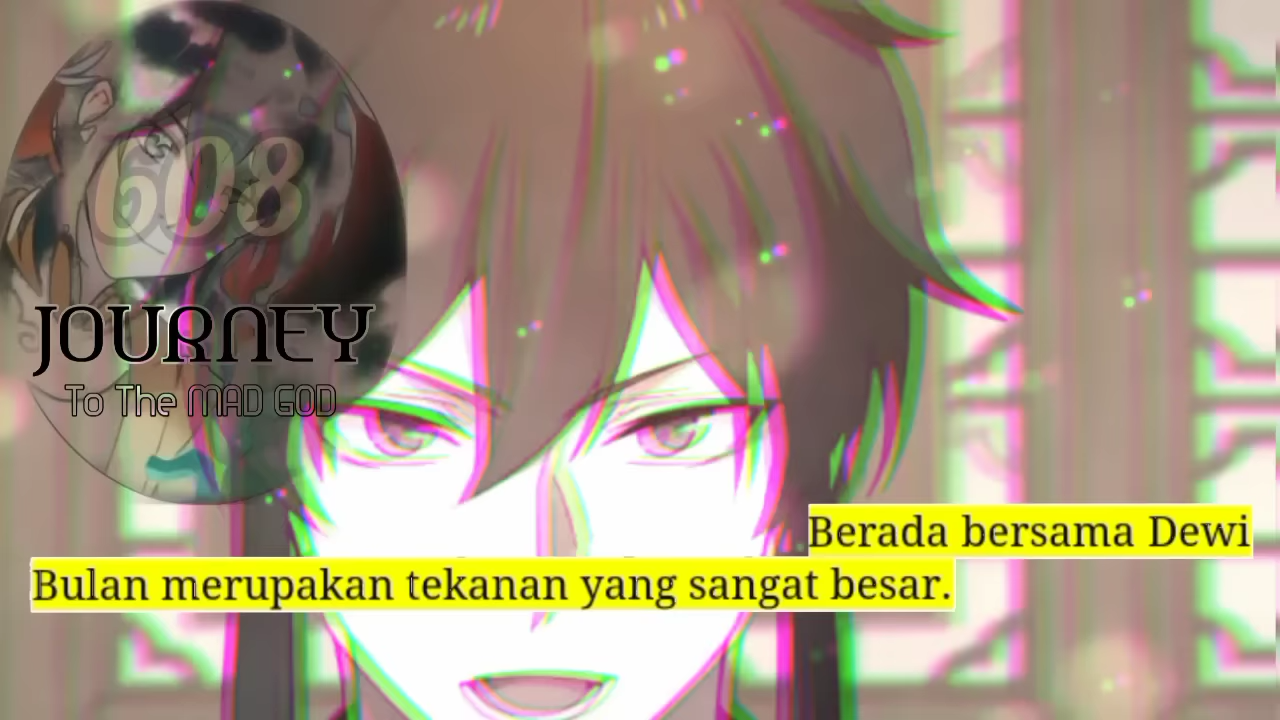 608
JOURNEY
To The MAD GOD
Berada bersama Dewi
Bulan merupakan tekanan yang sangat besar.